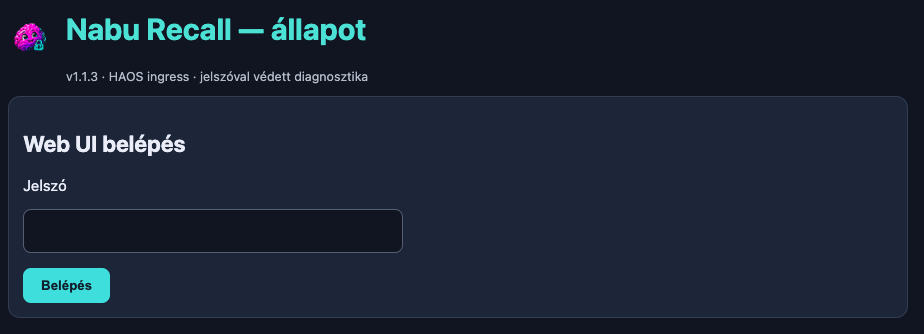 Nabu Recall — állapot
v1.1.3 · HAOS ingress · jelszóval védett diagnosztika
Web UI belépés
Jelszó
Belépés